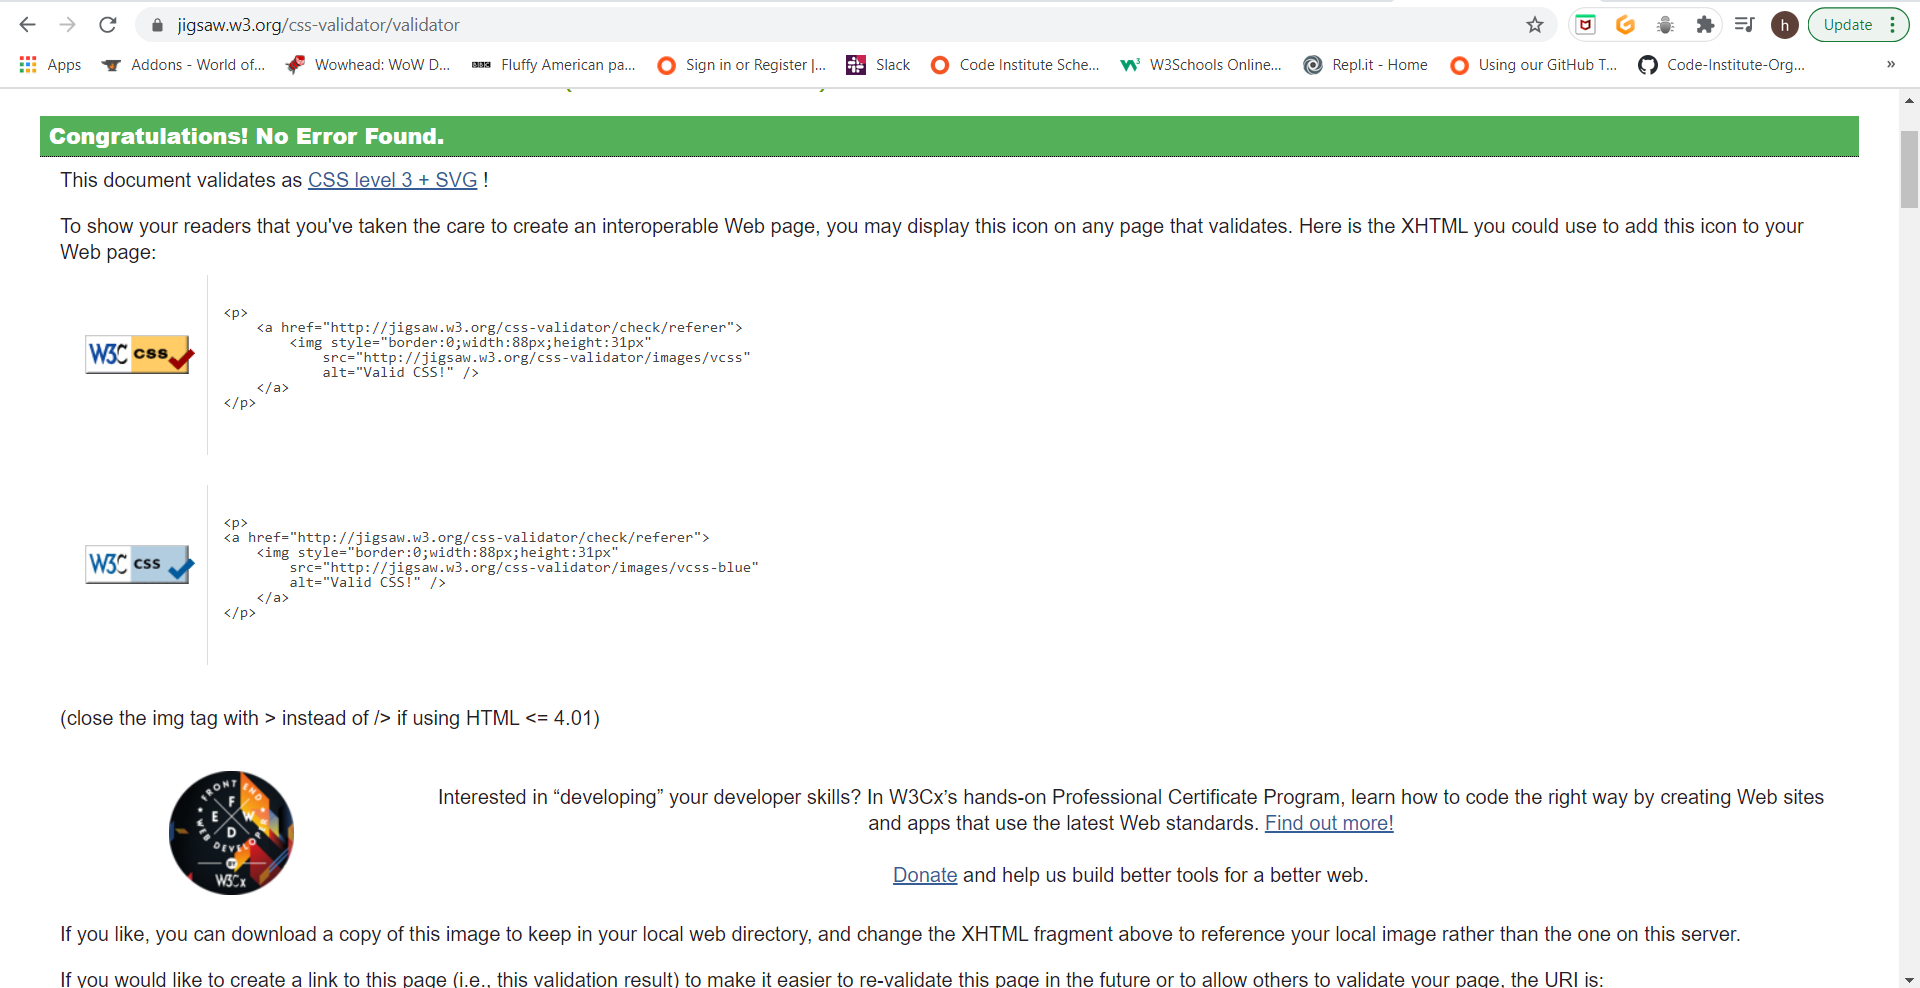 jigsaw.w3.org/css-validator/validator
h
Update
Apps
Addons - World of...
Wowhead: WoW D...
BBC
Fluffy American pa...
Sign in or Register |...
Slack
Code Institute Sche...
W3Schools Online...
Repl.it - Home
Using our GitHub T...
Code-Institute-Org...
»
Congratulations! No Error Found.
This document validates as CSS level 3 + SVG !
To show your readers that you've taken the care to create an interoperable Web page, you may display this icon on any page that validates. Here is the XHTML you could use to add this icon to your
Web page:
W3C css
<p>
<a href="http://jigsaw.w3.org/css-validator/check/referer">
<img style="border:0;width:88px;height:31px"
src="http://jigsaw.w3.org/css-validator/images/vcss"
alt="Valid CSS!" />
</a>
</p>
W3C css
<p>
<a href="http://jigsaw.w3.org/css-validator/check/referer">
<img style="border:0;width:88px;height:31px"
src="http://jigsaw.w3.org/css-validator/images/vcss-blue"
alt="Valid CSS!" />
</a>
</p>
(close the img tag with > instead of /> if using HTML <= 4.01)
FRONT END
F
E W
D
WEB DEVELOPER
BY
W3Cx
Interested in “developing” your developer skills? In W3Cx’s hands-on Professional Certificate Program, learn how to code the right way by creating Web sites
and apps that use the latest Web standards. Find out more!
Donate and help us build better tools for a better web.
If you like, you can download a copy of this image to keep in your local web directory, and change the XHTML fragment above to reference your local image rather than the one on this server.
If you would like to create a link to this page (i.e., this validation result) to make it easier to re-validate this page in the future or to allow others to validate your page, the URI is: